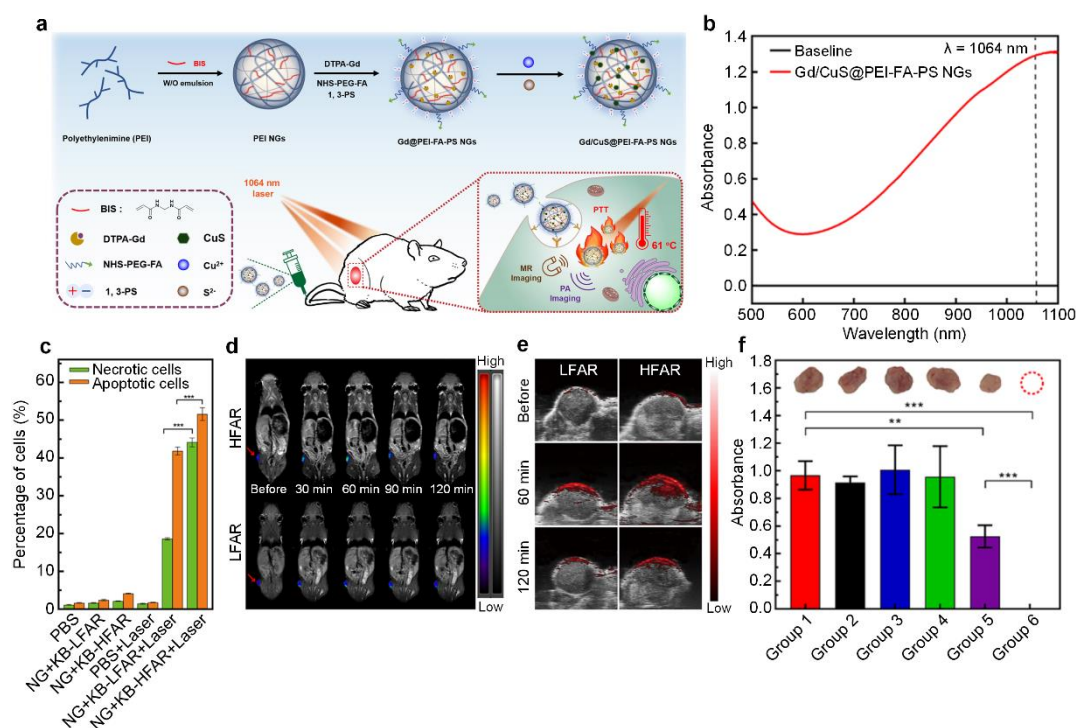 a
BIS
W/O emulsion
DTPA-Gd
NHS-PEG-FA
1, 3-PS
Polyethylenimine (PEI)
PEI NGs
Gd@PEI-FA-PS NGs
Gd/CuS@PEI-FA-PS NGs
BIS :
O
O
N
H
N
H
DTPA-Gd
CuS
NHS-PEG-FA
Cu2+
1, 3-PS
S2-
1064 nm
laser
PTT
61 °C
MR
Imaging
PA
Imaging
b
Baseline
Gd/CuS@PEI-FA-PS NGs
λ = 1064 nm
Absorbance
1.4
1.2
1.0
0.8
0.6
0.4
0.2
0.0
500 600 700 800 900 1000 1100
Wavelength (nm)
c
Necrotic cells
Apoptotic cells
***
***
Percentage of cells (%)
60
50
40
30
20
10
0
PBS
NG+KB-LFAR
NG+KB-HFAR
PBS+Laser
NG+KB-LFAR+Laser
NG+KB-HFAR+Laser
d
High
HFAR
Before 30 min 60 min 90 min 120 min
LFAR
Low
e
LFAR HFAR
High
Before
60 min
120 min
Low
f
***
**
***
Absorbance
1.8
1.6
1.4
1.2
1.0
0.8
0.6
0.4
0.2
0.0
Group 1
Group 2
Group 3
Group 4
Group 5
Group 6